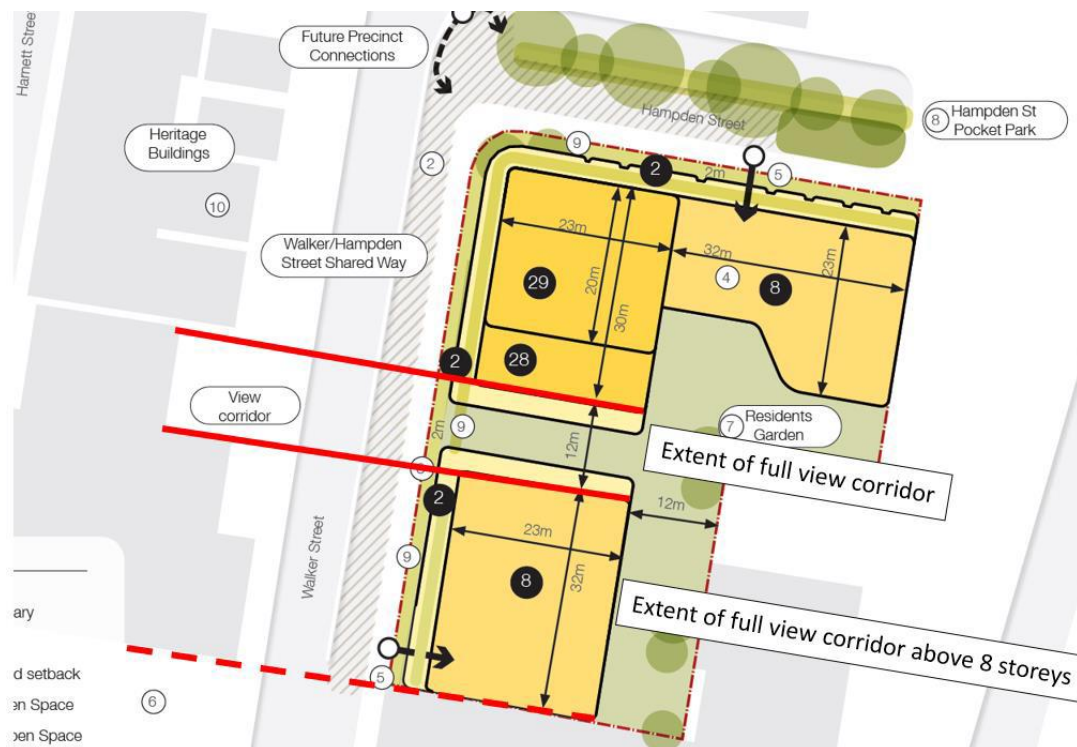 Harnett Street
Future Precinct
Connections
Heritage
Buildings
10
Walker/Hampden
Street Shared Way
View
corridor
Walker Street
Hampden Street
8
Hampden St
Pocket Park
2
9
2
2m
5
23m
32m
4
8
23m
29
20m
30m
28
2
2m
9
12m
7
Residents
Garden
Extent of full view corridor
2
12m
23m
8
32m
9
5
Extent of full view corridor above 8 storeys
ary
d setback
en Space
pen Space
6